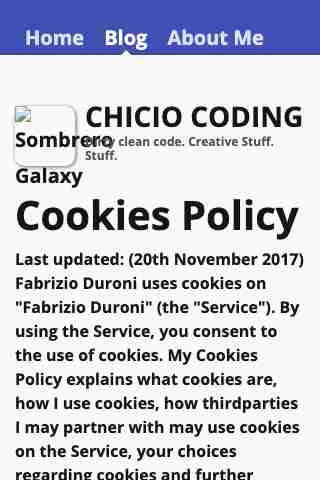 Home Blog About Me
CHICIO CODING
clean code. Creative Stuff.
Stuff.
Sombrero
Galaxy
Cookies Policy
Last updated: (20th November 2017)
Fabrizio Duroni uses cookies on
"Fabrizio Duroni" (the "Service"). By
using the Service, you consent to
the use of cookies. My Cookies
Policy explains what cookies are,
how I use cookies, how thirdparties
I may partner with may use cookies
on the Service, your choices
regarding cookies and further